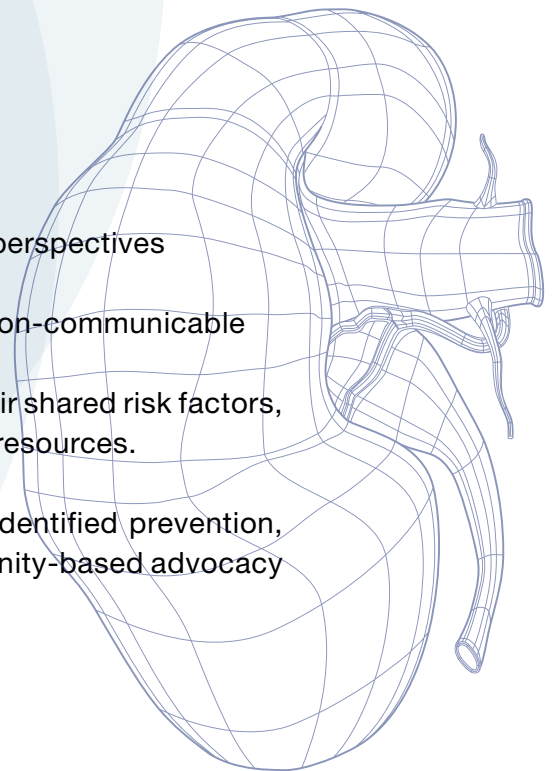 perspectives
on-communicable
ir shared risk factors,
resources.
dentified prevention,
nity-based advocacy